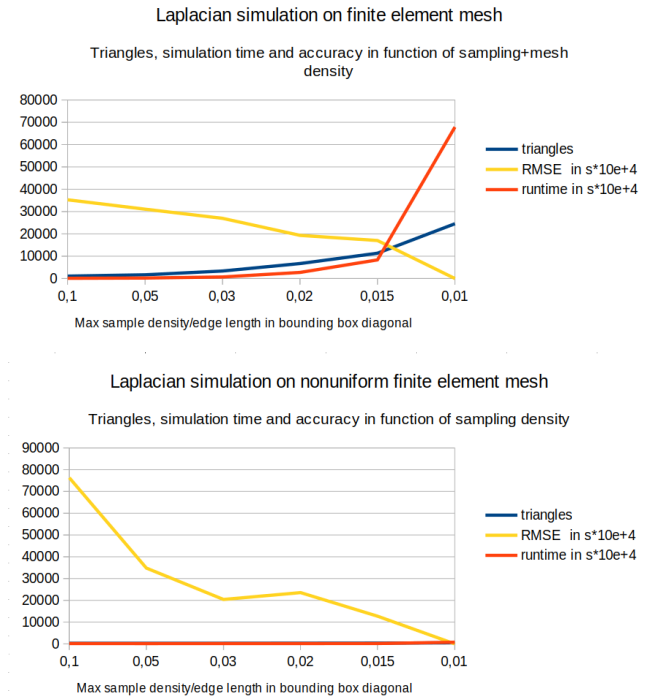 Laplacian simulation on finite element mesh
Triangles, simulation time and accuracy in function of sampling+mesh
density
80000
70000
60000
50000
40000
30000
20000
10000
0
0,1 0,05 0,03 0,02 0,015 0,01
Max sample density/edge length in bounding box diagonal
triangles
RMSE in s*10e+4
runtime in s*10e+4
Laplacian simulation on nonuniform finite element mesh
Triangles, simulation time and accuracy in function of sampling density
90000
80000
70000
60000
50000
40000
30000
20000
10000
0
0,1 0,05 0,03 0,02 0,015 0,01
Max sample density/edge length in bounding box diagonal
triangles
RMSE in s*10e+4
runtime in s*10e+4